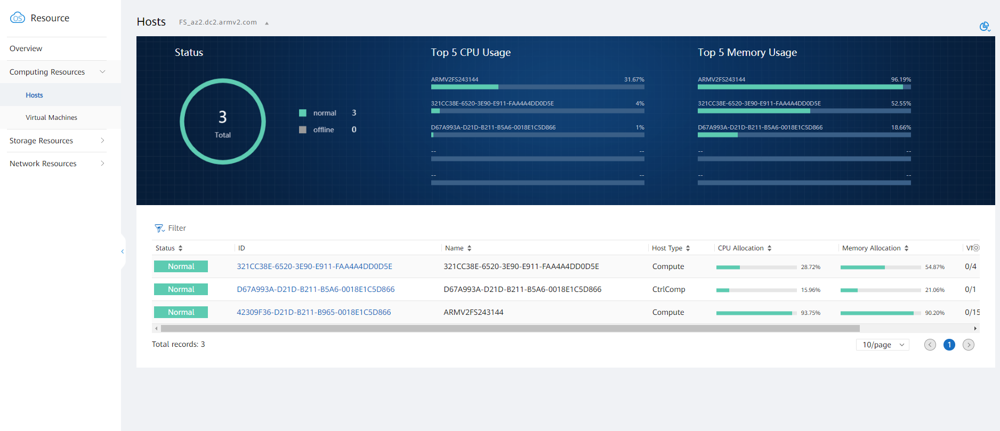 OS Resource
Overview
Computing Resources
Hosts
Virtual Machines
Storage Resources
Network Resources
Hosts FS_az2.dc2.armv2.com
Status
3
Total
normal 3
offline 0
Top 5 CPU Usage
ARMV2FS243144 31.67%
321CC38E-6520-3E90-E911-FAA4A4DD0D5E 4%
D67A993A-D21D-B211-B5A6-0018E1C5D866 1%
-- --
-- --
Top 5 Memory Usage
ARMV2FS243144 96.19%
321CC38E-6520-3E90-E911-FAA4A4DD0D5E 52.55%
D67A993A-D21D-B211-B5A6-0018E1C5D866 18.66%
-- --
-- --
Filter
Status ID Name Host Type CPU Allocation Memory Allocation
Normal 321CC38E-6520-3E90-E911-FAA4A4DD0D5E 321CC38E-6520-3E90-E911-FAA4A4DD0D5E Compute 28.72% 54.87% 0/4
Normal D67A993A-D21D-B211-B5A6-0018E1C5D866 D67A993A-D21D-B211-B5A6-0018E1C5D866 CtrlComp 15.96% 21.06% 0/1
Normal 42309F36-D21D-B211-B965-0018E1C5D866 ARMV2FS243144 Compute 93.75% 90.20% 0/15
Total records: 3
10/page 1